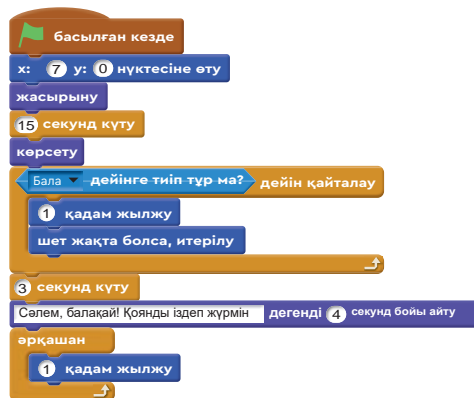 басылған кезде
x: 7 y: 0 нүктесіне өту
жасырыну
15 секунд күту
көрсету
Бала дейінге тиіп тұр ма? дейін қайталау
1 қадам жылжу
шет жақта болса, итерілу
3 секунд күту
Сәлем, балақай! Қоянды іздеп жүрмін дегенді 4 секунд бойы айту
әрқашан
1 қадам жылжу